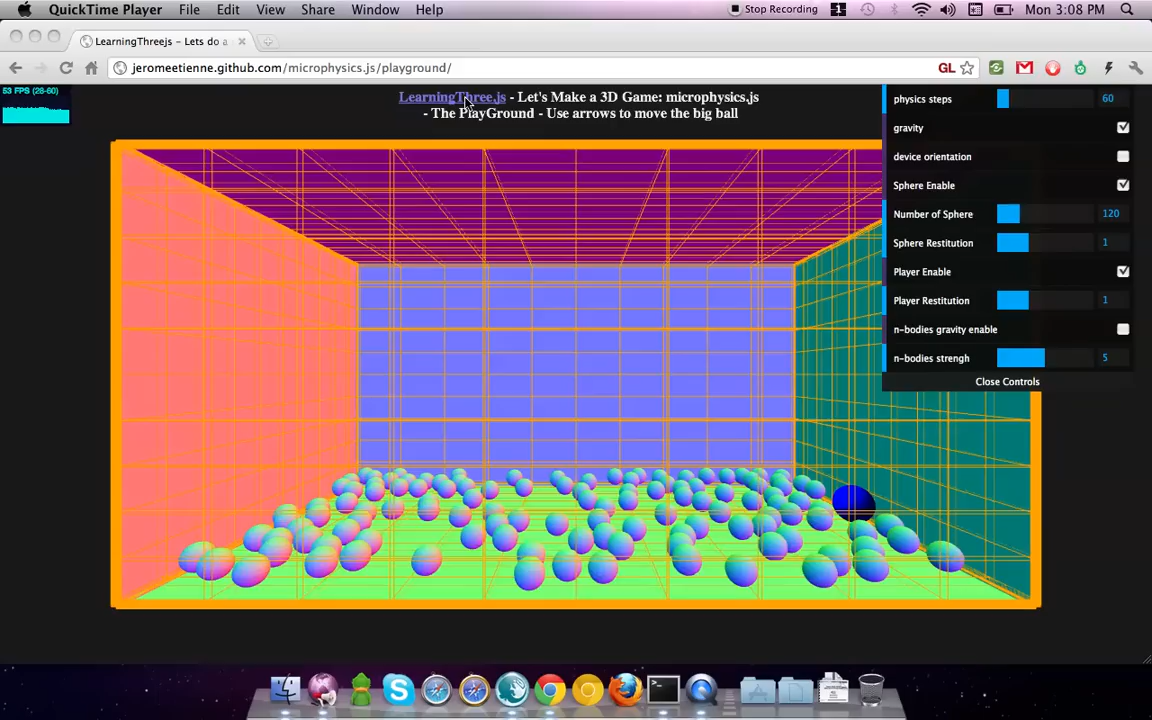 QuickTime Player File Edit View Share Window Help Stop Recording 1 Mon 3:08 PM
LearningThreejs - Lets do a
jeromeetienne.github.com/microphysics.js/playground/ GL
53 FPS (28-60)
LearningThree.js - Let's Make a 3D Game: microphysics.js
- The PlayGround - Use arrows to move the big ball
physics steps 60
gravity
device orientation
Sphere Enable
Number of Sphere 120
Sphere Restitution 1
Player Enable
Player Restitution 1
n-bodies gravity enable
n-bodies strengh 5
Close Controls